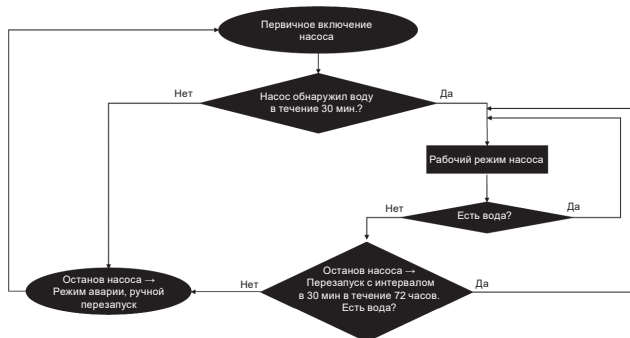 Первичное включение
насоса
Нет
Насос обнаружил воду
в течение 30 мин.?
Да
Рабочий режим насоса
Нет
Есть вода?
Да
Останов насоса →
Режим аварии, ручной
перезапуск
Нет
Останов насоса →
Перезапуск с интервалом
в 30 мин в течение 72 часов.
Есть вода?
Да